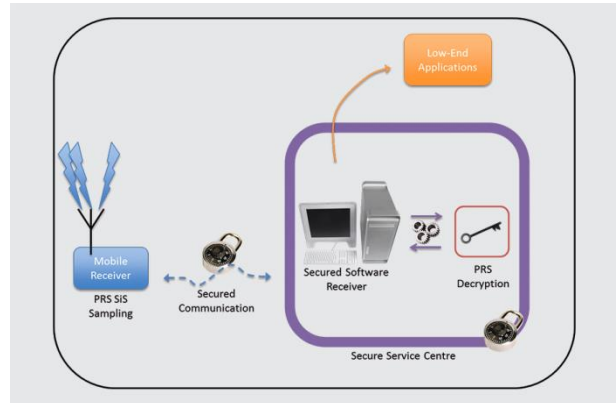 Low-End
Applications
Mobile
Receiver
PRS SiS
Sampling
Secured
Communication
Secured Software
Receiver
PRS
Decryption
Secure Service Centre